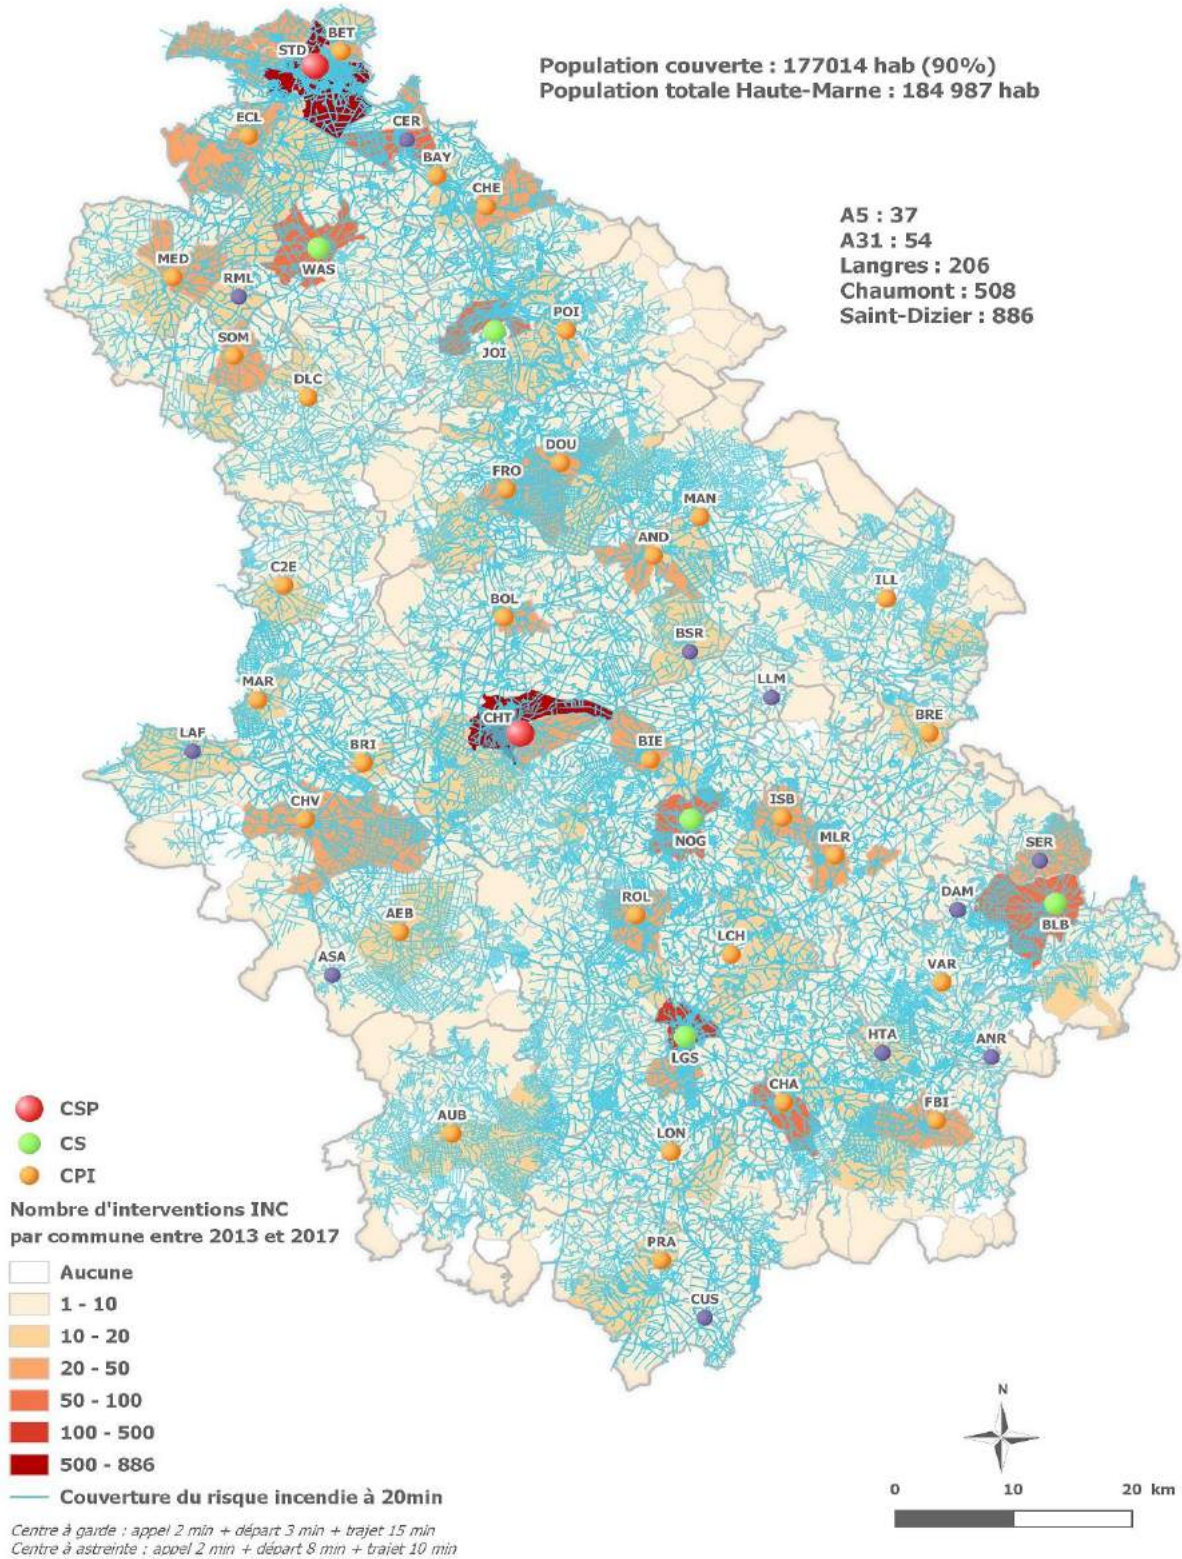 BET
STD
Population couverte : 177014 hab (90%)
Population totale Haute-Marne : 184 987 hab
ECL
CER
BAY
CHE
A5 : 37
A31 : 54
Langres : 206
Chaumont : 508
Saint-Dizier : 886
MED
WAS
RML
POI
SOM
JOI
DLC
DOU
FRO
MAN
AND
C2E
ILL
BOL
BSR
MAR
LLM
CHT
BRE
LAF
BRI
BIE
CHV
ISB
NOG
MLR
SER
DAM
ROL
AEB
BLB
LCH
ASA
VAR
HTA
ANR
LGS
CHA
FBI
AUB
LON
PRA
CUS
CSP
CS
CPI
Nombre d'interventions INC
par commune entre 2013 et 2017
Aucune
1 - 10
10 - 20
20 - 50
50 - 100
100 - 500
500 - 886
Couverture du risque incendie à 20min
Centre à garde : appel 2 min + départ 3 min + trajet 15 min
Centre à astreinte : appel 2 min + départ 8 min + trajet 10 min
N
0 10 20 km